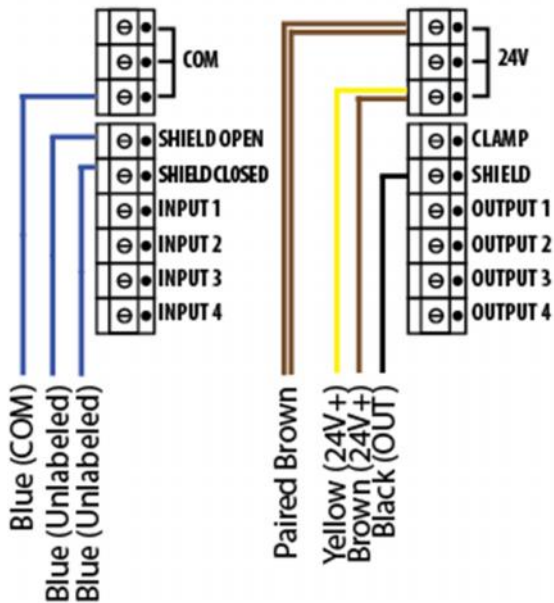 COM
SHIELD OPEN
SHIELD CLOSED
INPUT 1
INPUT 2
INPUT 3
INPUT 4
Blue (COM)
Blue (Unlabeled)
Blue (Unlabeled)
24V
CLAMP
SHIELD
OUTPUT 1
OUTPUT 2
OUTPUT 3
OUTPUT 4
Paired Brown
Yellow (24V+)
Brown (24V+)
Black (OUT)